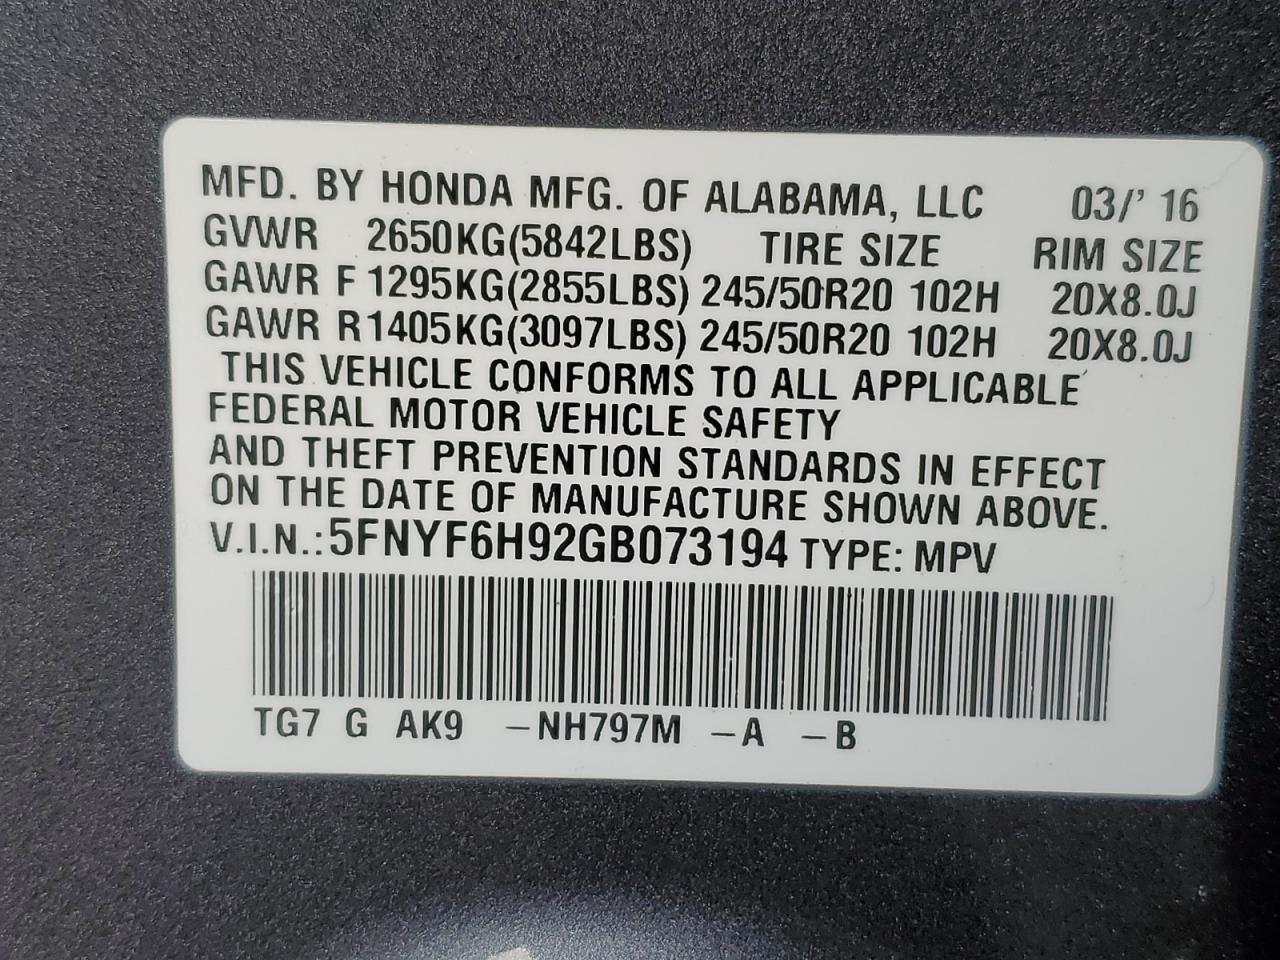 MFD. BY HONDA MFG. OF ALABAMA, LLC 03/' 16
GVWR 2650KG(5842LBS) TIRE SIZE RIM SIZE
GAWR F 1295KG(2855LBS) 245/50R20 102H 20X8.0J
GAWR R 1405KG(3097LBS) 245/50R20 102H 20X8.0J
THIS VEHICLE CONFORMS TO ALL APPLICABLE
FEDERAL MOTOR VEHICLE SAFETY
AND THEFT PREVENTION STANDARDS IN EFFECT
ON THE DATE OF MANUFACTURE SHOWN ABOVE.
V.I.N.: 5FNYF6H92GB073194 TYPE: MPV
TG7 G AK9 -NH797M -A -B